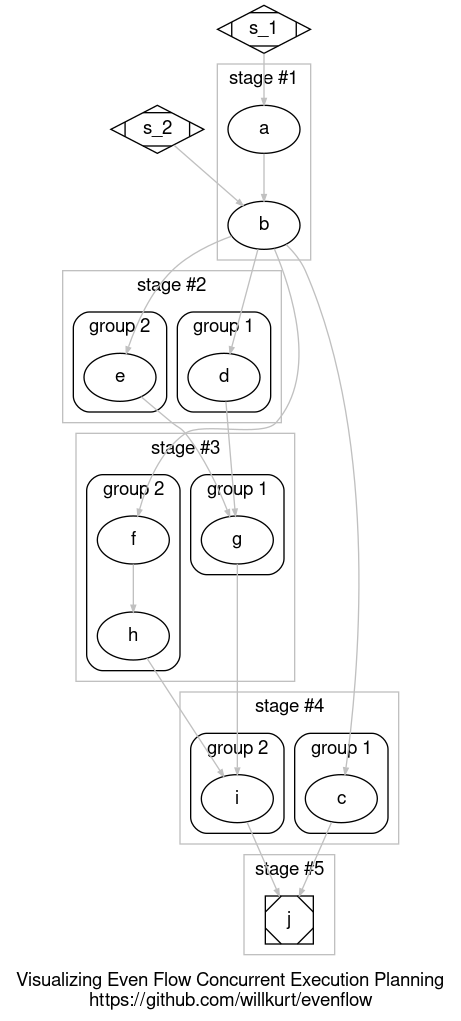 s_1
stage #1
s_2
a
b
stage #2
group 2
group 1
e
d
stage #3
group 2
group 1
f
g
h
stage #4
group 2
group 1
i
c
stage #5
j
Visualizing Even Flow Concurrent Execution Planning
https://github.com/willkurt/evenflow